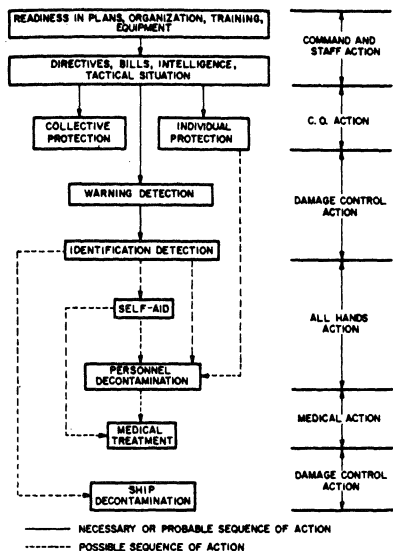 READINESS IN PLANS, ORGANIZATION, TRAINING,
EQUIPMENT
COMMAND AND
STAFF ACTION
DIRECTIVES, BILLS, INTELLIGENCE,
TACTICAL SITUATION
COLLECTIVE
PROTECTION
INDIVIDUAL
PROTECTION
C.O. ACTION
WARNING DETECTION
DAMAGE CONTROL
ACTION
IDENTIFICATION DETECTION
SELF-AID
ALL HANDS
ACTION
PERSONNEL
DECONTAMINATION
MEDICAL
TREATMENT
MEDICAL ACTION
SHIP
DECONTAMINATION
DAMAGE CONTROL
ACTION
NECESSARY OR PROBABLE SEQUENCE OF ACTION
POSSIBLE SEQUENCE OF ACTION